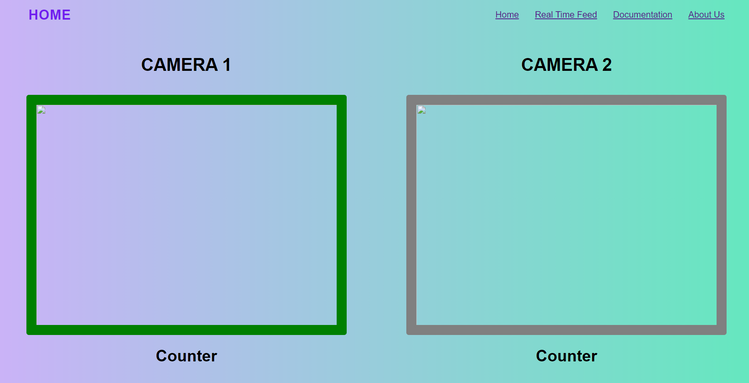 HOME
Home Real Time Feed Documentation About Us
CAMERA 1
CAMERA 2
Counter
Counter